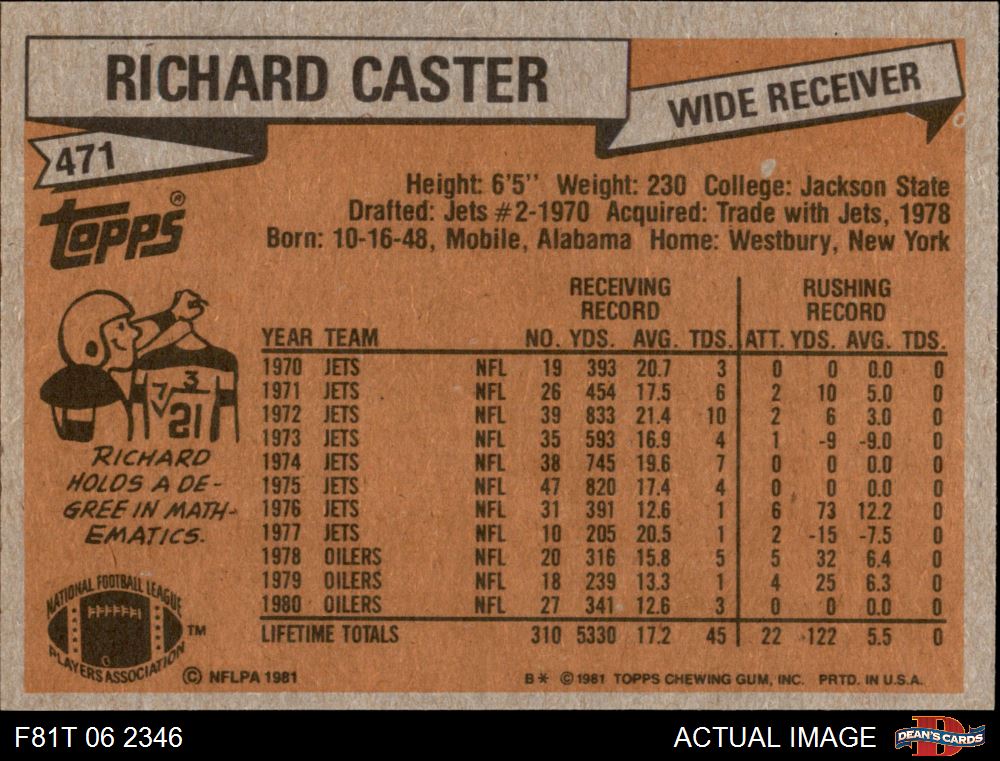 RICHARD CASTER
WIDE RECEIVER
471
TOPPS®
Height: 6'5" Weight: 230 College: Jackson State
Drafted: Jets #2-1970 Acquired: Trade with Jets, 1978
Born: 10-16-48, Mobile, Alabama Home: Westbury, New York
RECEIVING RECORD RUSHING RECORD
YEAR TEAM NO. YDS. AVG. TDS. ATT. YDS. AVG. TDS.
1970 JETS NFL 19 393 20.7 3 0 0 0.0 0
1971 JETS NFL 26 454 17.5 6 2 10 5.0 0
1972 JETS NFL 39 833 21.4 10 2 6 3.0 0
1973 JETS NFL 35 593 16.9 4 1 -9 -9.0 0
1974 JETS NFL 38 745 19.6 7 0 0 0.0 0
1975 JETS NFL 47 820 17.4 4 0 0 0.0 0
1976 JETS NFL 31 391 12.6 1 6 73 12.2 0
1977 JETS NFL 10 205 20.5 1 2 -15 -7.5 0
1978 OILERS NFL 20 316 15.8 5 5 32 6.4 0
1979 OILERS NFL 18 239 13.3 1 4 25 6.3 0
1980 OILERS NFL 27 341 12.6 3 0 0 0.0 0
LIFETIME TOTALS 310 5330 17.2 45 22 122 5.5 0
3
7√21
RICHARD
HOLDS A DE-
GREE IN MATH-
EMATICS.
NATIONAL FOOTBALL LEAGUE
PLAYERS ASSOCIATION
TM
© NFLPA 1981
B* © 1981 TOPPS CHEWING GUM, INC. PRTD. IN U.S.A.
F81T 06 2346
ACTUAL IMAGE
DEAN'S CARDS